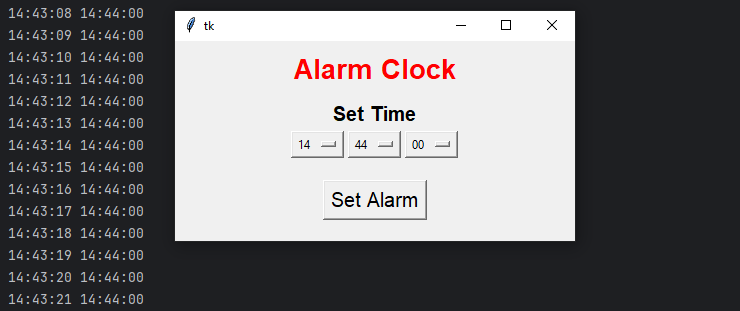 14:43:08 14:44:00
14:43:09 14:44:00
14:43:10 14:44:00
14:43:11 14:44:00
14:43:12 14:44:00
14:43:13 14:44:00
14:43:14 14:44:00
14:43:15 14:44:00
14:43:16 14:44:00
14:43:17 14:44:00
14:43:18 14:44:00
14:43:19 14:44:00
14:43:20 14:44:00
14:43:21 14:44:00
tk
Alarm Clock
Set Time
14 44 00
Set Alarm